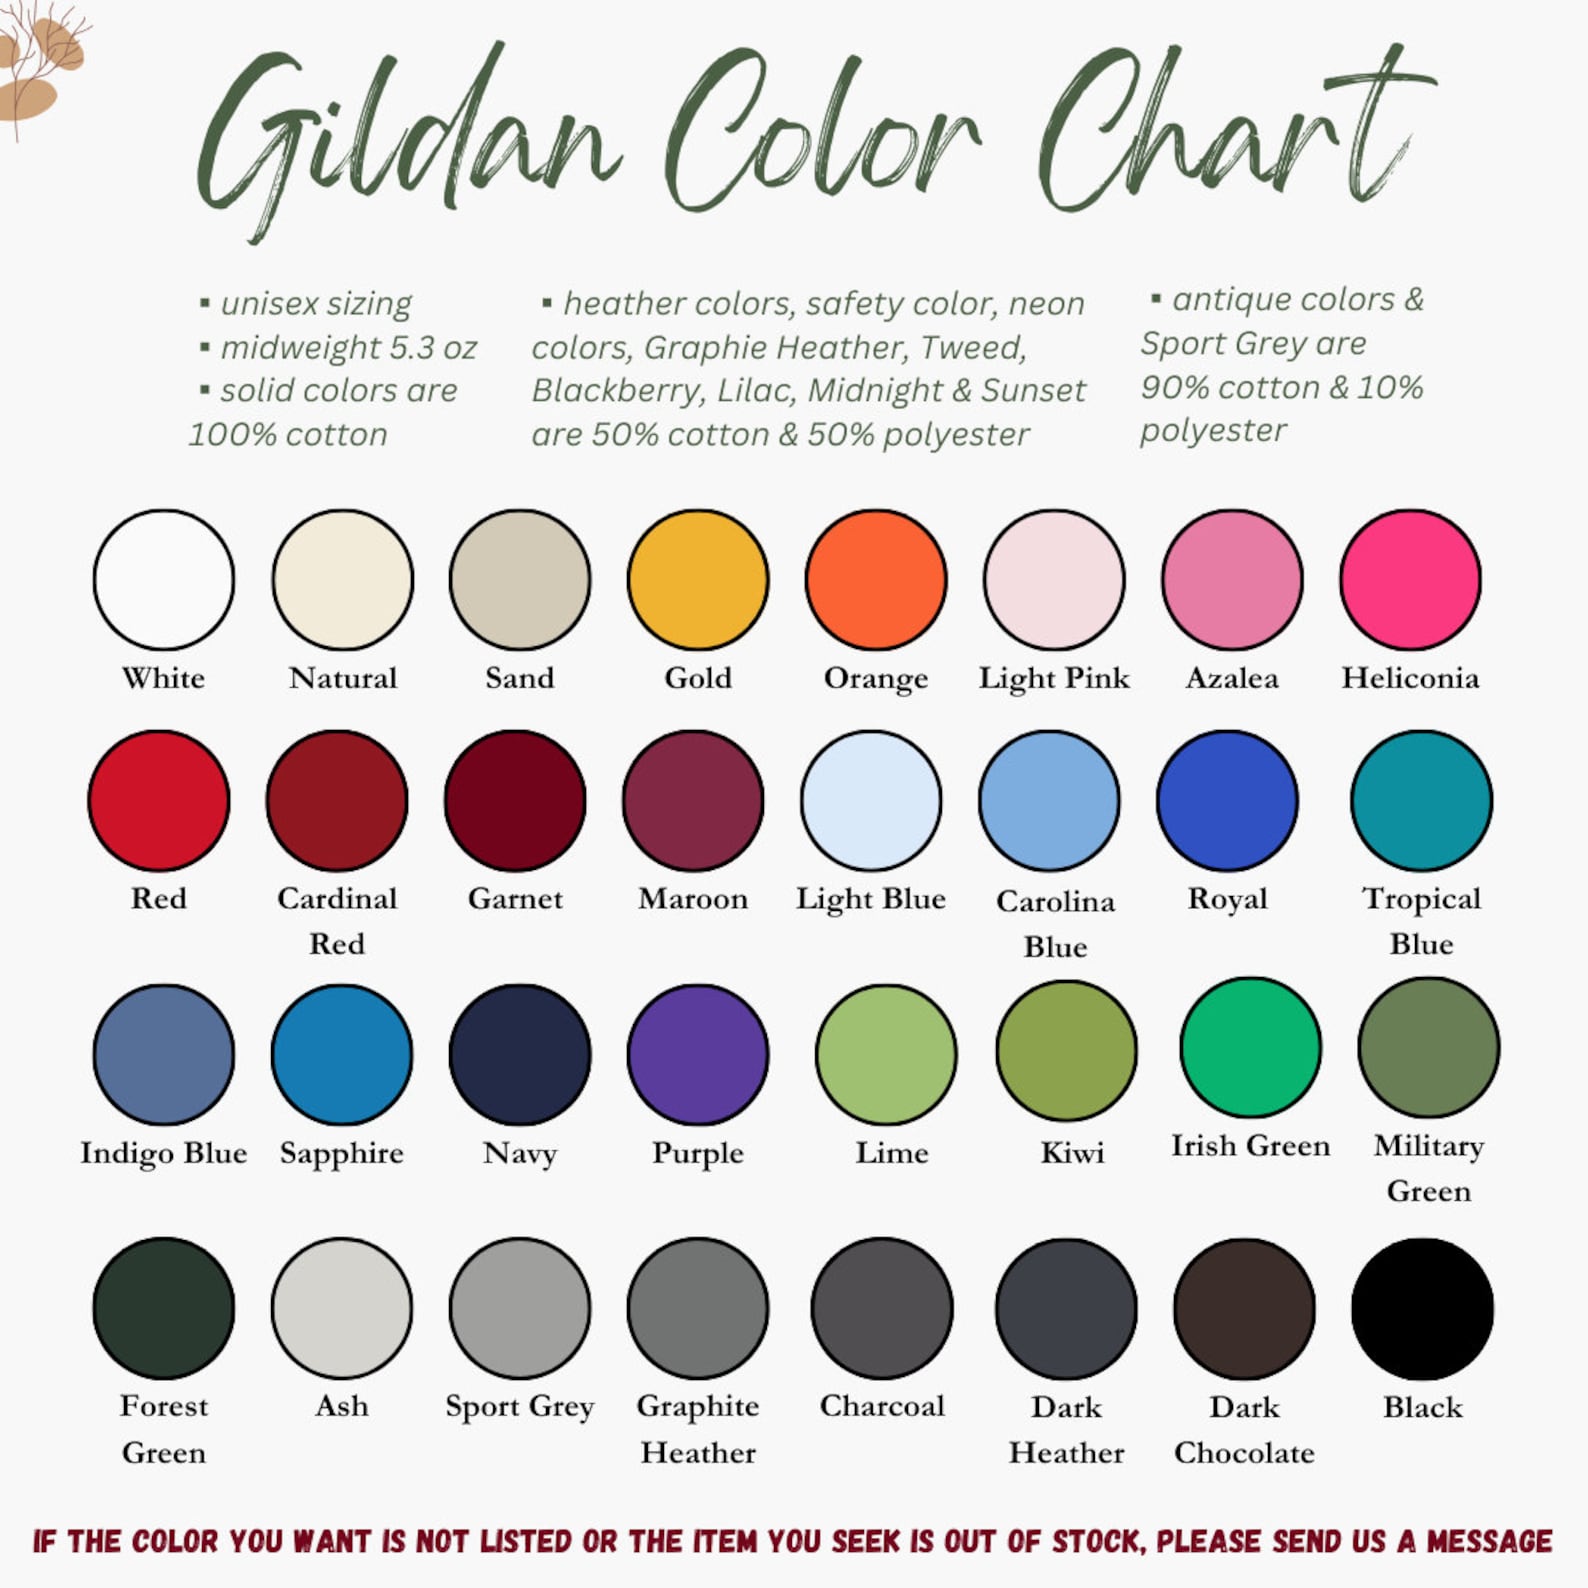 Gildan Color Chart
▪ unisex sizing
▪ midweight 5.3 oz
▪ solid colors are
100% cotton
▪ heather colors, safety color, neon
colors, Graphie Heather, Tweed,
Blackberry, Lilac, Midnight & Sunset
are 50% cotton & 50% polyester
▪ antique colors &
Sport Grey are
90% cotton & 10%
polyester
White
Natural
Sand
Gold
Orange
Light Pink
Azalea
Heliconia
Red
Cardinal
Red
Garnet
Maroon
Light Blue
Carolina
Blue
Royal
Tropical
Blue
Indigo Blue
Sapphire
Navy
Purple
Lime
Kiwi
Irish Green
Military
Green
Forest
Green
Ash
Sport Grey
Graphite
Heather
Charcoal
Dark
Heather
Dark
Chocolate
Black
IF THE COLOR YOU WANT IS NOT LISTED OR THE ITEM YOU SEEK IS OUT OF STOCK, PLEASE SEND US A MESSAGE